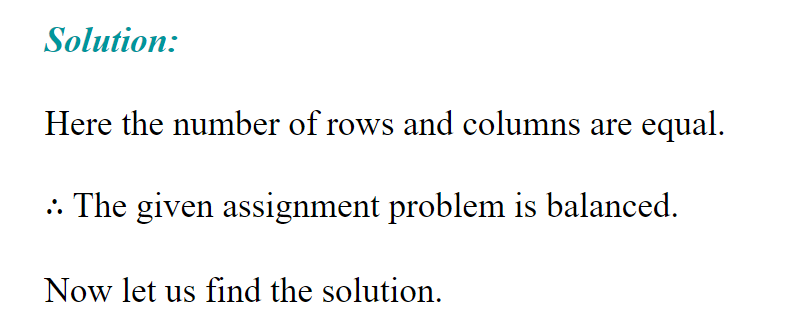 Solution:
Here the number of rows and columns are equal.
∴ The given assignment problem is balanced.
Now let us find the solution.